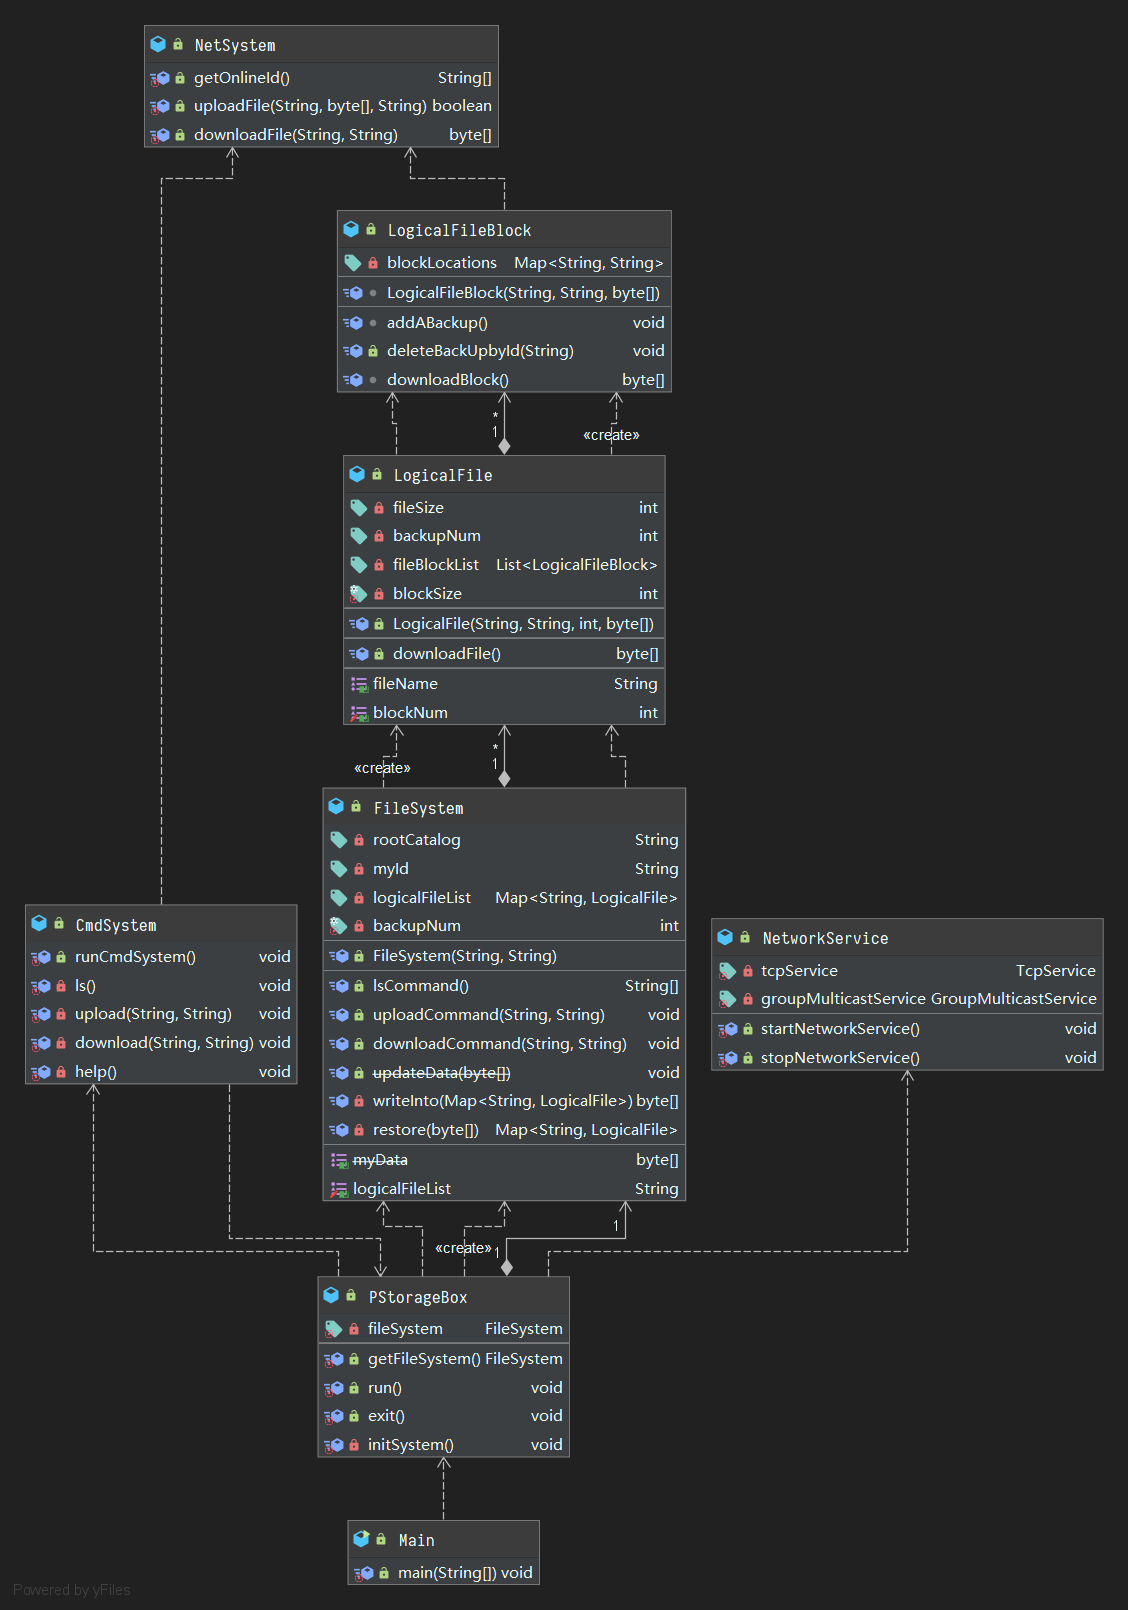 NetSystem
getOnlineId() String[]
uploadFile(String, byte[], String) boolean
downloadFile(String, String) byte[]
LogicalFileBlock
blockLocations Map<String, String>
LogicalFileBlock(String, String, byte[])
addABackup() void
deleteBackUpbyId(String) void
downloadBlock() byte[]
*
1
«create»
LogicalFile
fileSize int
backupNum int
fileBlockList List<LogicalFileBlock>
blockSize int
LogicalFile(String, String, int, byte[])
downloadFile() byte[]
fileName String
blockNum int
*
1
«create»
FileSystem
rootCatalog String
myId String
logicalFileList Map<String, LogicalFile>
backupNum int
FileSystem(String, String)
lsCommand() String[]
uploadCommand(String, String) void
downloadCommand(String, String) void
updateData(byte[]) void
writeInto(Map<String, LogicalFile>) byte[]
restore(byte[]) Map<String, LogicalFile>
myData byte[]
logicalFileList String
CmdSystem
runCmdSystem() void
ls() void
upload(String, String) void
download(String, String) void
help() void
NetworkService
tcpService TcpService
groupMulticastService GroupMulticastService
startNetworkService() void
stopNetworkService() void
1
«create» 1
PStorageBox
fileSystem FileSystem
getFileSystem() FileSystem
run() void
exit() void
initSystem() void
Main
main(String[]) void
Powered by yFiles